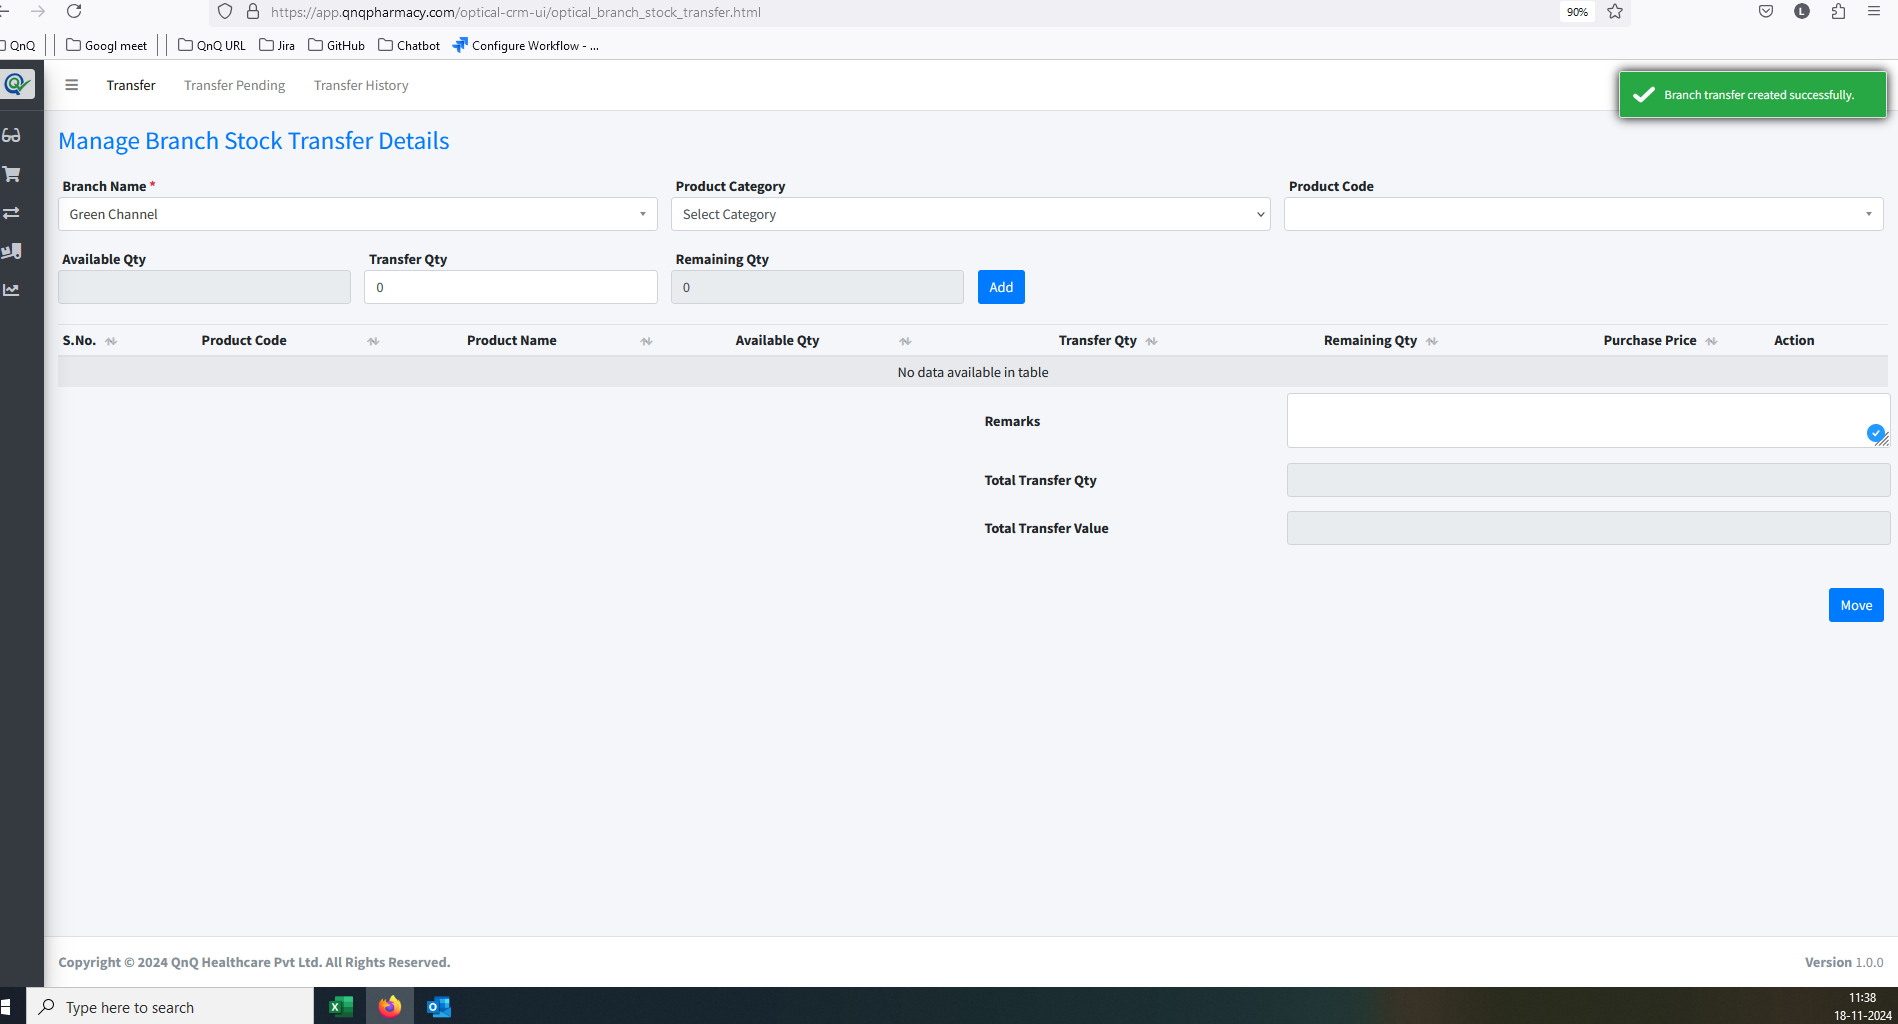 https://app.qnqpharmacy.com/optical-crm-ui/optical_branch_stock_transfer.html
90%
L
QnQ
Googl meet
QnQ URL
Jira
GitHub
Chatbot
Configure Workflow - ...
Transfer
Transfer Pending
Transfer History
Branch transfer created successfully.
Manage Branch Stock Transfer Details
Branch Name *
Product Category
Product Code
Green Channel
Select Category
Available Qty
Transfer Qty
Remaining Qty
0
0
Add
S.No.
Product Code
Product Name
Available Qty
Transfer Qty
Remaining Qty
Purchase Price
Action
No data available in table
Remarks
Total Transfer Qty
Total Transfer Value
Move
Copyright © 2024 QnQ Healthcare Pvt Ltd. All Rights Reserved.
Version 1.0.0
Type here to search
11:38
18-11-2024